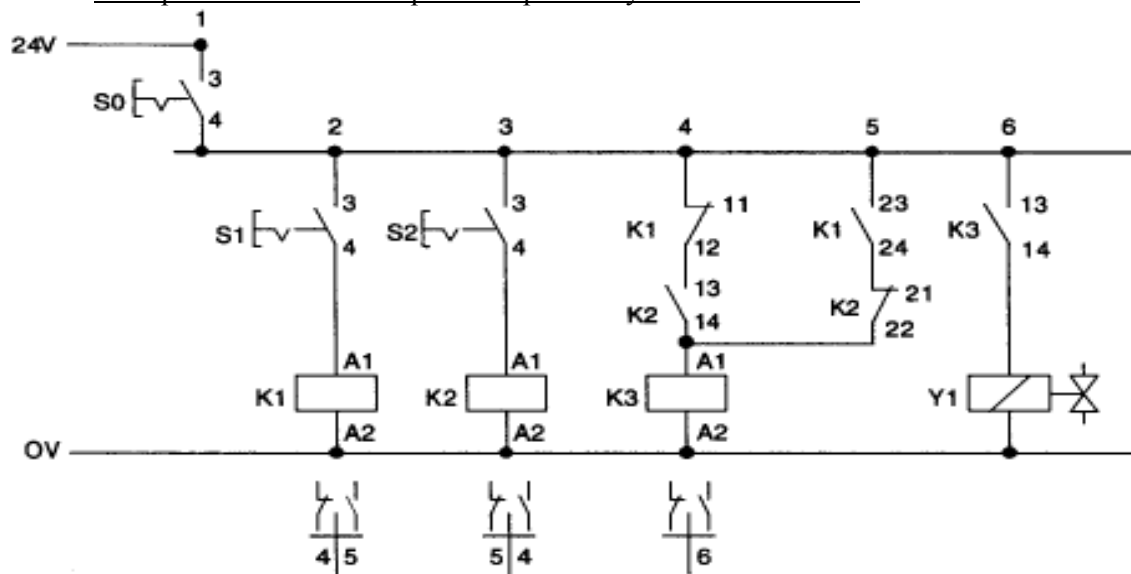 1
24V
3
S0
4
2 3 4 5 6
3 3 11 23 13
S1 S2 K1 K1 K3
4 4 12 24 14
13 21
K2 K2
14 22
A1 A1 A1
K1 K2 K3 Y1
A2 A2 A2
OV
4 5 5 4 6